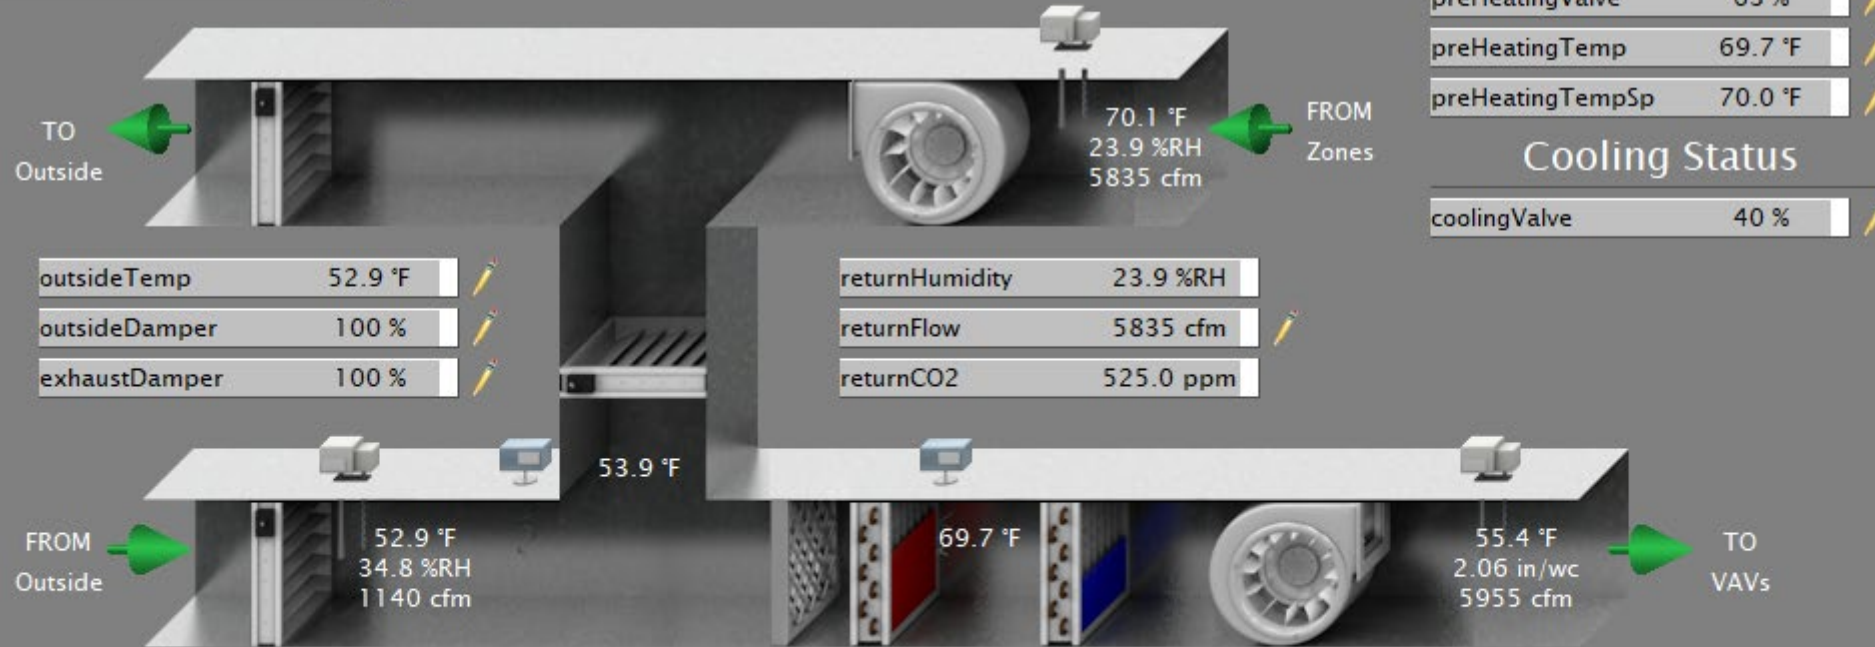 preHeatingValve 63 %
preHeatingTemp 69.7 °F
preHeatingTempSp 70.0 °F
Cooling Status
coolingValve 40 %
TO
Outside
70.1 °F
23.9 %RH
5835 cfm
FROM
Zones
outsideTemp 52.9 °F
outsideDamper 100 %
exhaustDamper 100 %
returnHumidity 23.9 %RH
returnFlow 5835 cfm
returnCO2 525.0 ppm
53.9 °F
FROM
Outside
52.9 °F
34.8 %RH
1140 cfm
69.7 °F
55.4 °F
2.06 in/wc
5955 cfm
TO
VAVs